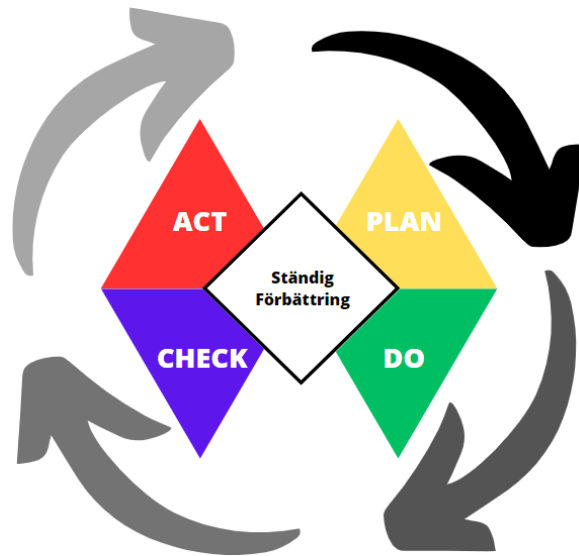 ACT
PLAN
Ständig
Förbättring
CHECK
DO